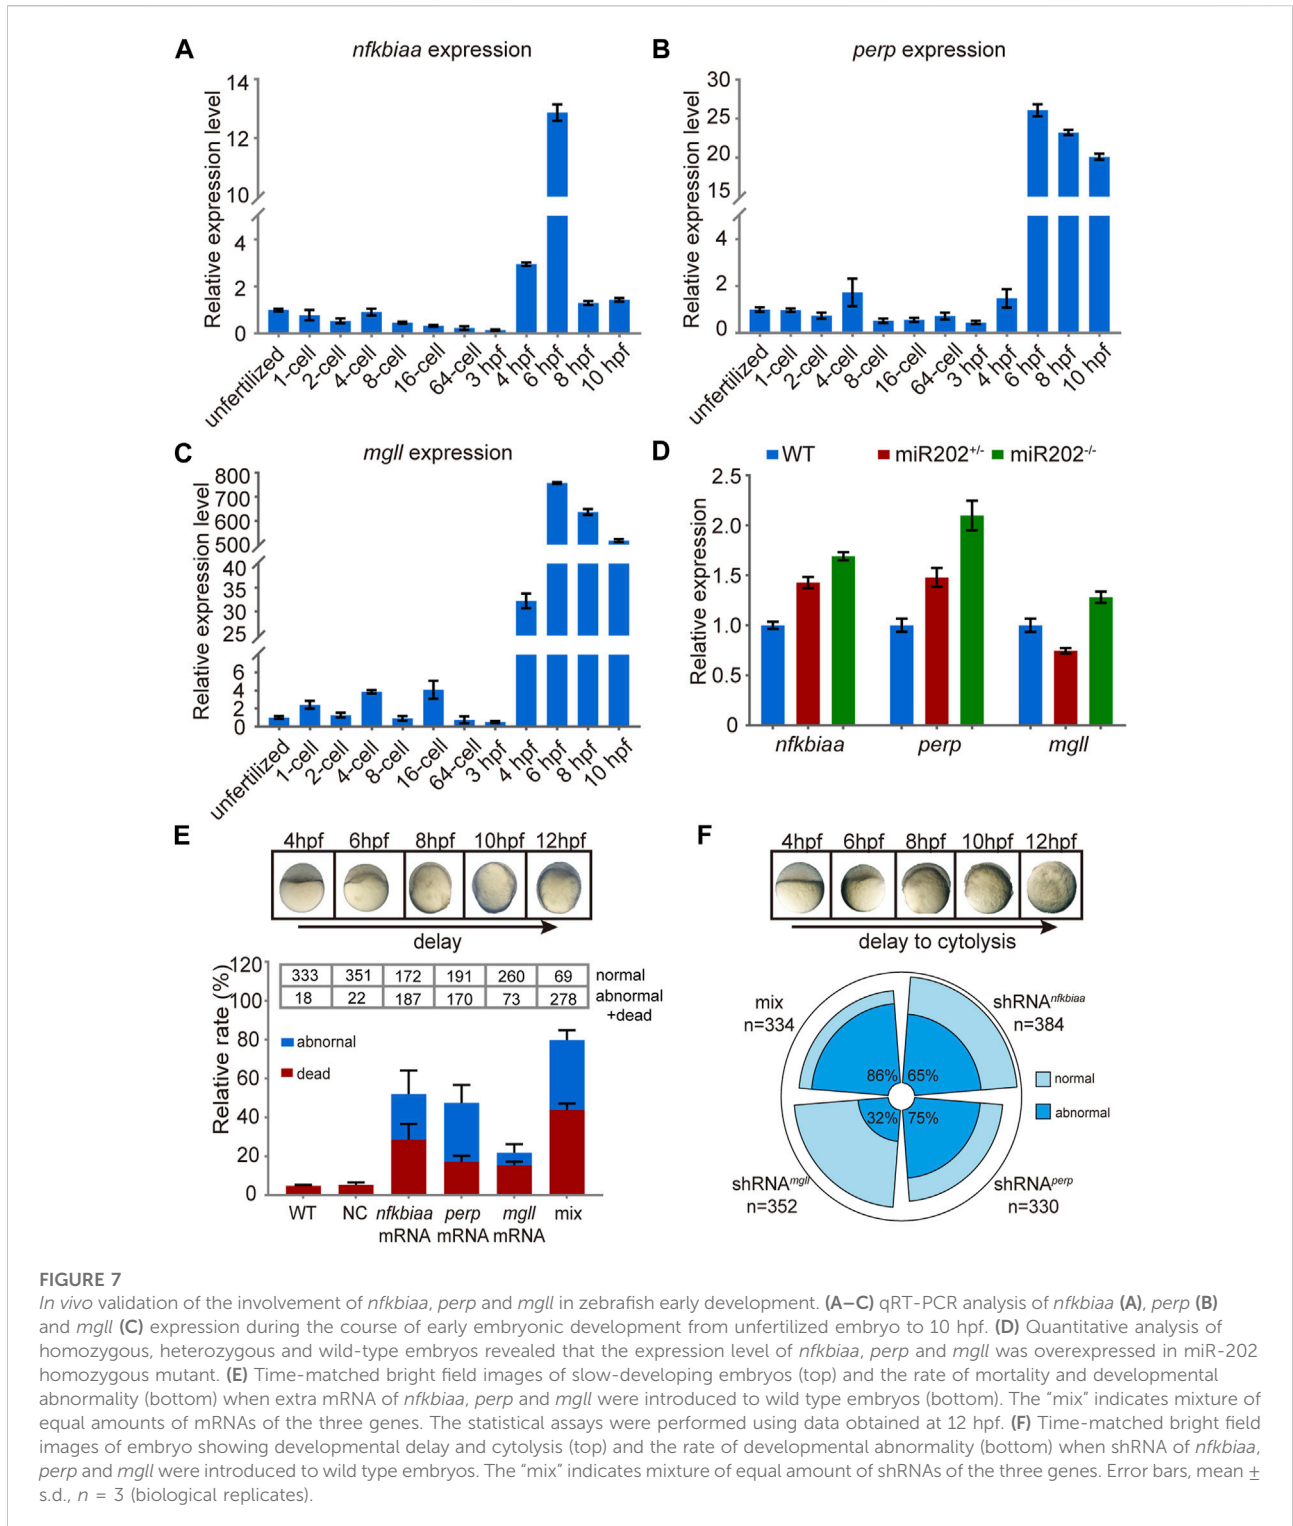 A
nfkbiaa expression
Relative expression level
14
12
10
4
2
0
unfertilized
1-cell
2-cell
4-cell
8-cell
16-cell
64-cell
3 hpf
4 hpf
6 hpf
8 hpf
10 hpf
B
perp expression
Relative expression level
30
25
20
15
4
2
0
unfertilized
1-cell
2-cell
4-cell
8-cell
16-cell
64-cell
3 hpf
4 hpf
6 hpf
8 hpf
10 hpf
C
mgll expression
Relative expression level
800
700
600
500
40
35
30
25
6
4
2
0
unfertilized
1-cell
2-cell
4-cell
8-cell
16-cell
64-cell
3 hpf
4 hpf
6 hpf
8 hpf
10 hpf
D
WT miR202+/- miR202-/-
Relative expression
2.5
2.0
1.5
1.0
0.5
0
nfkbiaa perp mgll
E
4hpf 6hpf 8hpf 10hpf 12hpf
delay
Relative rate (%)
120
100
80
60
40
20
0
333 351 172 191 260 69 normal
18 22 187 170 73 278 abnormal
+dead
abnornal
dead
WT NC nfkbiaa perp mgll mix
mRNA mRNA mRNA
F
4hpf 6hpf 8hpf 10hpf 12hpf
delay to cytolysis
mix
n=334
shRNAnfkbiaa
n=384
86% 65%
32% 75%
normal
abnormal
shRNAmgll
n=352
shRNAperp
n=330
FIGURE 7
In vivo validation of the involvement of nfkbiaa, perp and mgll in zebrafish early development. (A–C) qRT-PCR analysis of nfkbiaa (A), perp (B)
and mgll (C) expression during the course of early embryonic development from unfertilized embryo to 10 hpf. (D) Quantitative analysis of
homozygous, heterozygous and wild-type embryos revealed that the expression level of nfkbiaa, perp and mgll was overexpressed in miR-202
homozygous mutant. (E) Time-matched bright field images of slow-developing embryos (top) and the rate of mortality and developmental
abnormality (bottom) when extra mRNA of nfkbiaa, perp and mgll were introduced to wild type embryos (bottom). The “mix” indicates mixture of
equal amounts of mRNAs of the three genes. The statistical assays were performed using data obtained at 12 hpf. (F) Time-matched bright field
images of embryo showing developmental delay and cytolysis (top) and the rate of developmental abnormality (bottom) when shRNA of nfkbiaa,
perp and mgll were introduced to wild type embryos. The “mix” indicates mixture of equal amount of shRNAs of the three genes. Error bars, mean ±
s.d., n = 3 (biological replicates).